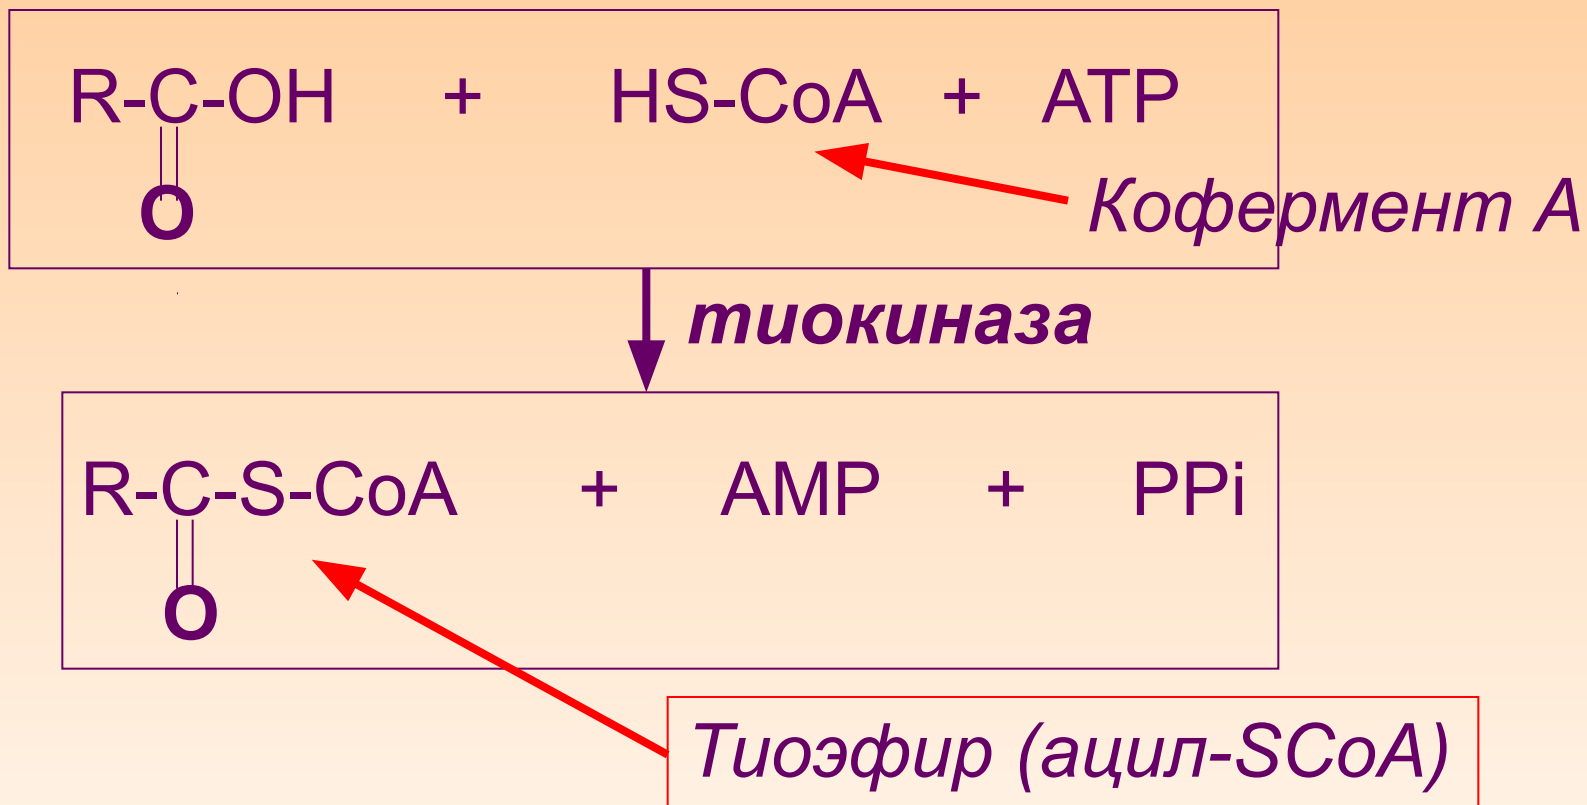 R-C-OH + HS-CoA + ATP
O
Кофермент А
тиокиназа
R-C-S-CoA + AMP + PPi
O
Тиоэфир (ацил-SCoA)